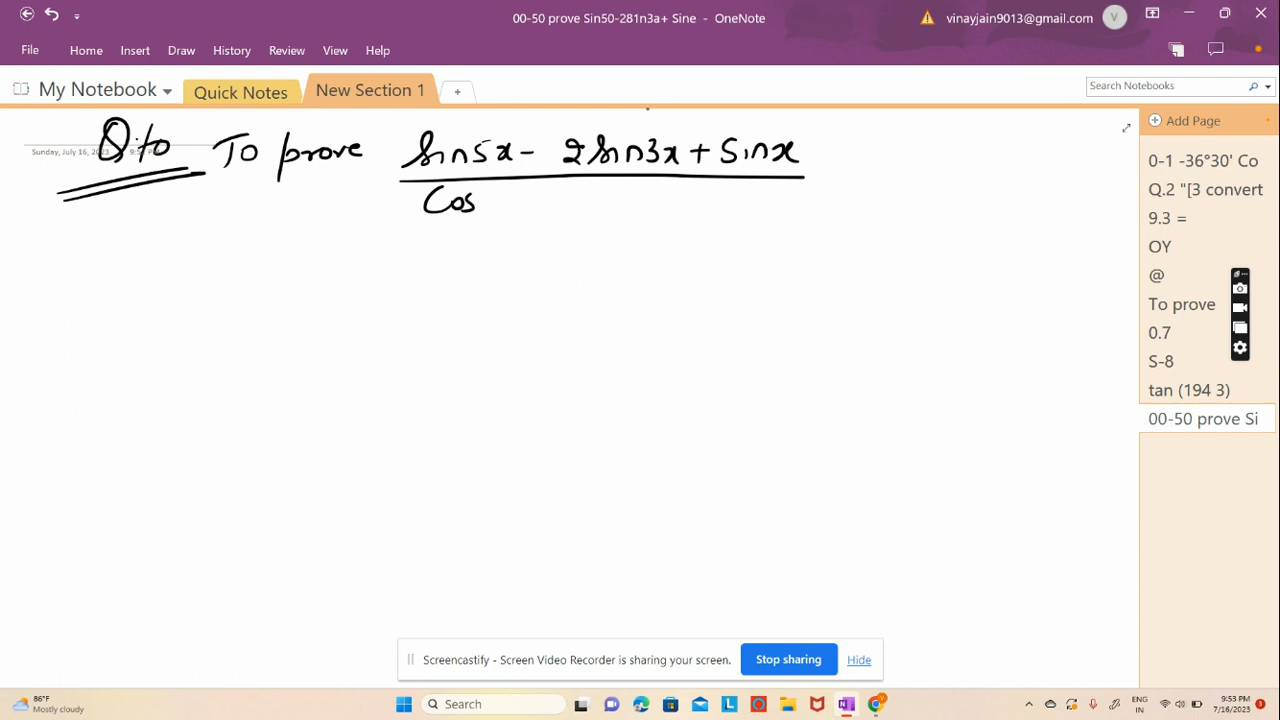 00-50 prove Sin50-281n3a+ Sine - OneNote
vinayjain9013@gmail.com V
File Home Insert Draw History Review View Help
My Notebook Quick Notes New Section 1 +
Search Notebooks
Add Page
Sunday, July 16, 2023
To prove sin5x - 2sin3x + sinx
Cos
0-1 -36°30' Co
Q.2 "[3 convert
9.3 =
OY
@
To prove
0.7
S-8
tan (194 3)
00-50 prove Si
Screencastify - Screen Video Recorder is sharing your screen. Stop sharing Hide
86°F
Mostly cloudy
Search
ENG
IN
9:53 PM
7/16/2023